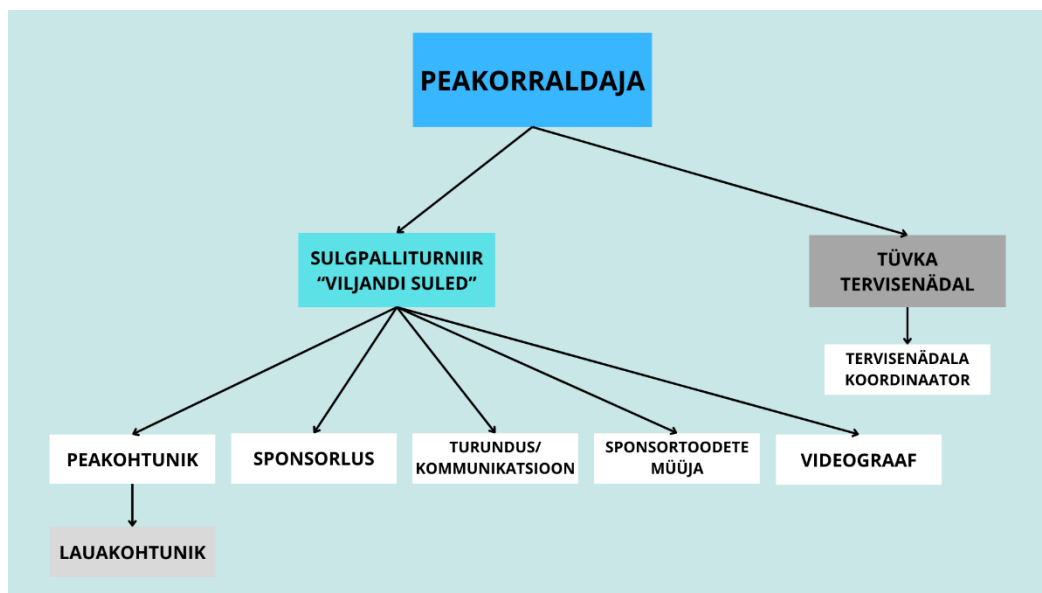 PEAKORRALDAJA
SULGPALLITURNIIR
“VILJANDI SULED”
TÜVKA
TERVISENÄDAL
TERVISENÄDALA
KOORDINAATOR
PEAKOHTUNIK
SPONSORLUS
TURUNDUS/
KOMMUNIKATSIOON
SPONSORTOODETE
MÜÜJA
VIDEOGRAAF
LAUAKOHTUNIK